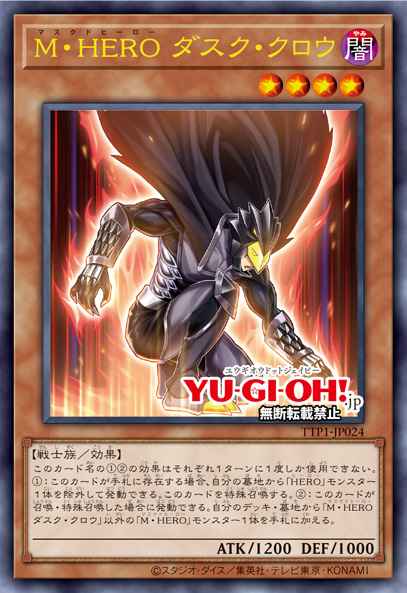 マスクドヒーロー
M・HERO ダスク・クロウ
やみ
闇
ユウギオウドットジェイピー
YU-GI-OH!.jp
無断転載禁止
TTP1-JP024
【戦士族／効果】
このカード名の①②の効果はそれぞれ１ターンに１度しか使用できない。
①：このカードが手札に存在する場合、自分の墓地から「HERO」モンスター
１体を除外して発動できる。このカードを特殊召喚する。②：このカードが
召喚・特殊召喚した場合に発動できる。自分のデッキ・墓地から「M・HERO
ダスク・クロウ」以外の「M・HERO」モンスター１体を手札に加える。
ATK/1200 DEF/1000
©スタジオ・ダイス／集英社・テレビ東京・KONAMI